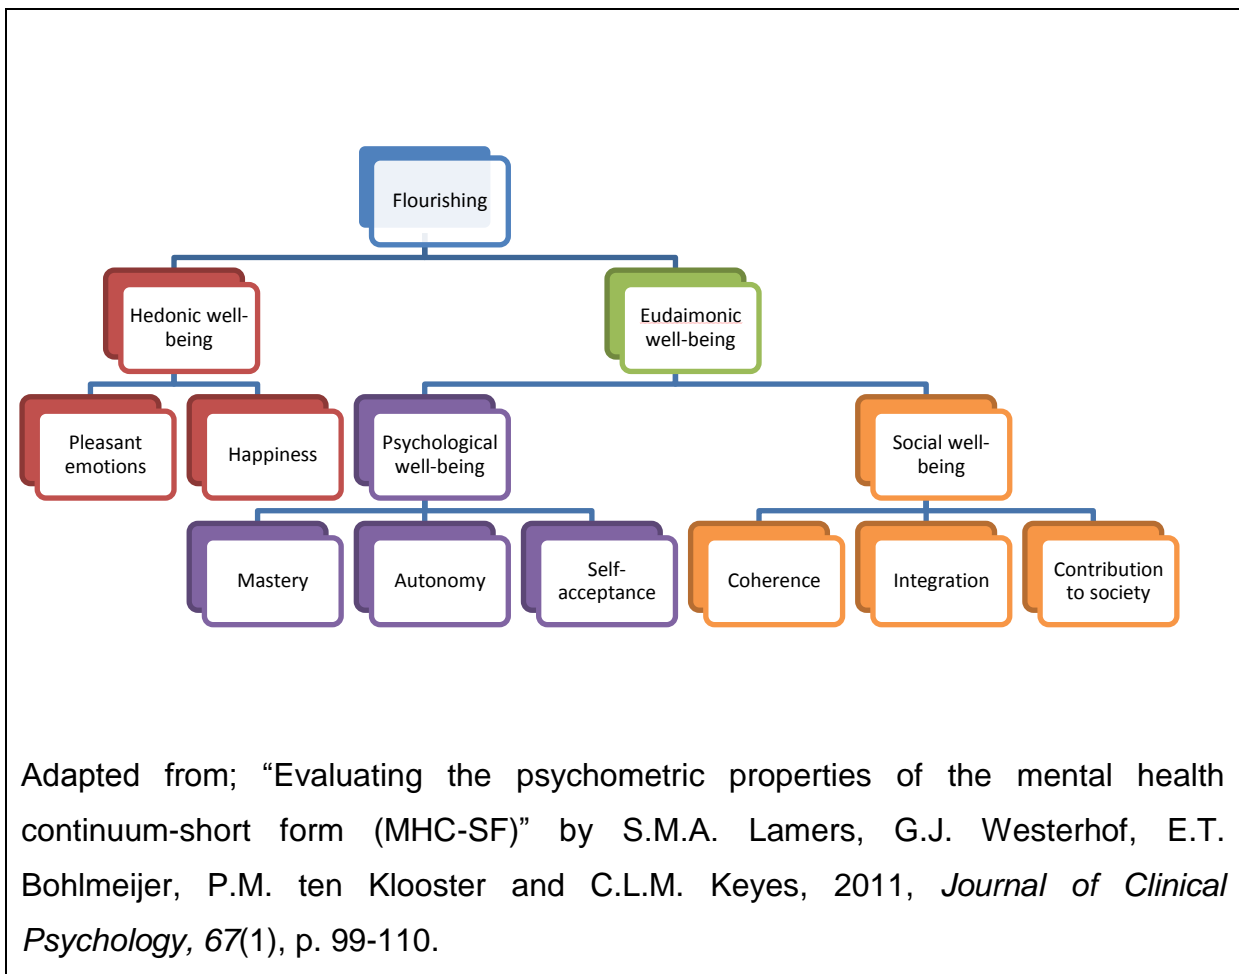 Flourishing
Hedonic well-
being
Eudaimonic
well-being
Pleasant
emotions
Happiness
Psychological
well-being
Social well-
being
Mastery
Autonomy
Self-
acceptance
Coherence
Integration
Contribution
to society
Adapted from; “Evaluating the psychometric properties of the mental health
continuum-short form (MHC-SF)” by S.M.A. Lamers, G.J. Westerhof, E.T.
Bohlmeijer, P.M. ten Klooster and C.L.M. Keyes, 2011, Journal of Clinical
Psychology, 67(1), p. 99-110.